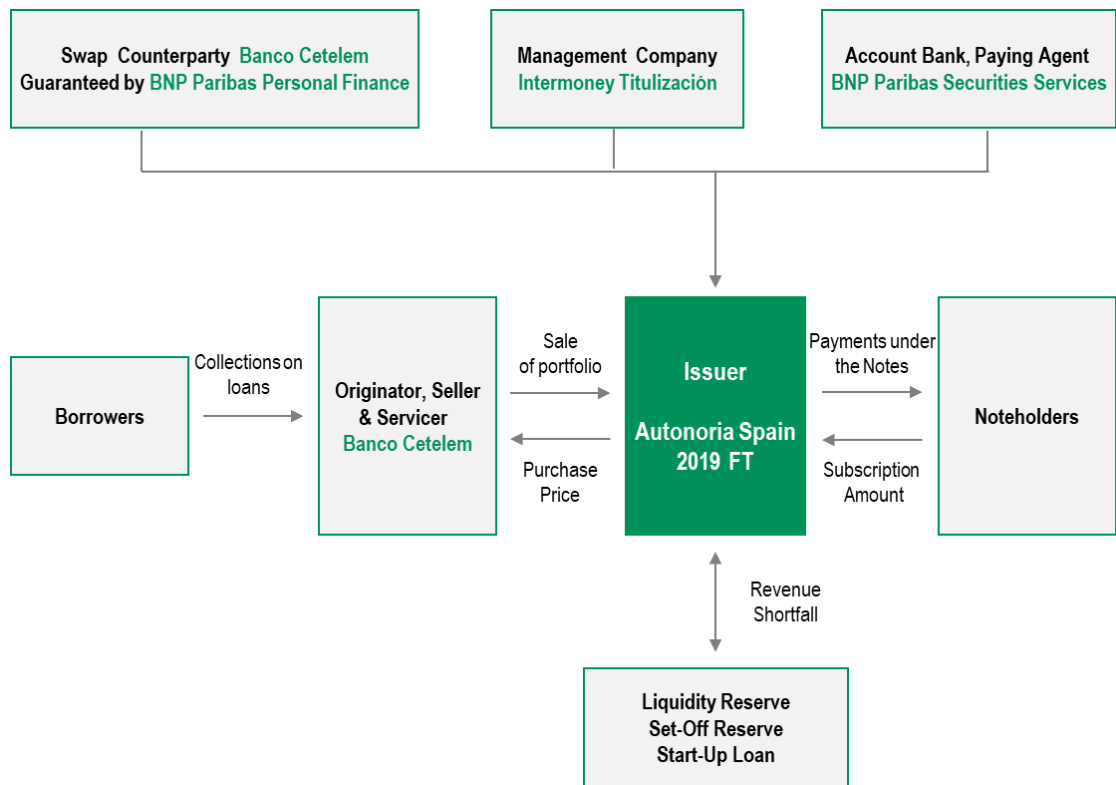 Swap Counterparty Banco Cetelem
Guaranteed by BNP Paribas Personal Finance
Management Company
Intermoney Titulización
Account Bank, Paying Agent
BNP Paribas Securities Services
Borrowers
Collections on
loans
Originator, Seller
& Servicer
Banco Cetelem
Sale
of portfolio
Purchase
Price
Issuer
Autonoria Spain
2019 FT
Payments under
the Notes
Subscription
Amount
Noteholders
Revenue
Shortfall
Liquidity Reserve
Set-Off Reserve
Start-Up Loan